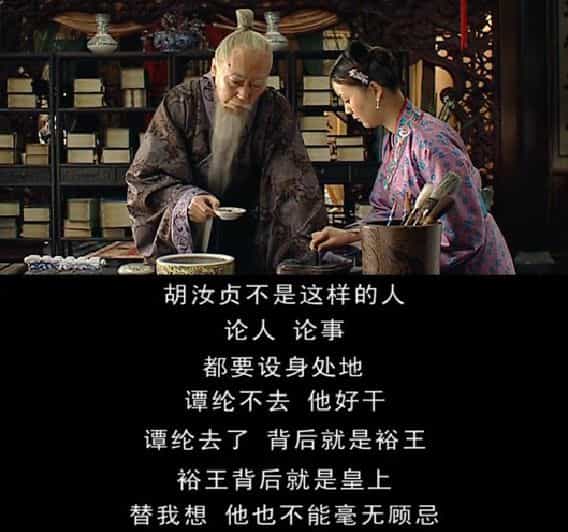 胡汝贞不是这样的人
论人 论事
都要设身处地
谭纶不去 他好干
谭纶去了 背后就是裕王
裕王背后就是皇上
替我想 他也不能毫无顾忌